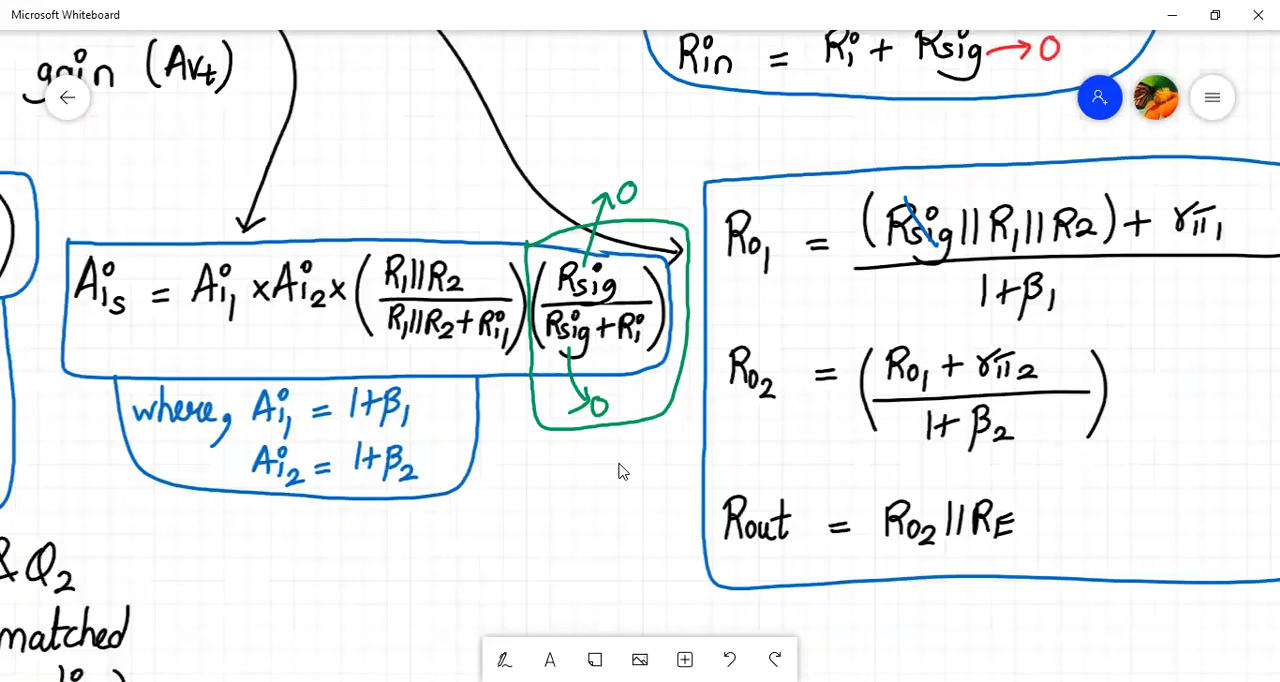 Microsoft Whiteboard
gain (Avt)
Rin = Ri + Rsig → 0
0
Ais = Ai1 × Ai2 × (R1||R2 / R1||R2 + Ri1) (Rsig / Rsig + Ri)
0
where, Ai1 = 1+β1
Ai2 = 1+β2
Ro1 = (Rsig || R1 || R2) + rπ1 / 1+β1
Ro2 = (Ro1 + rπ2 / 1+β2)
Rout = Ro2 || RE
& Q2
matched